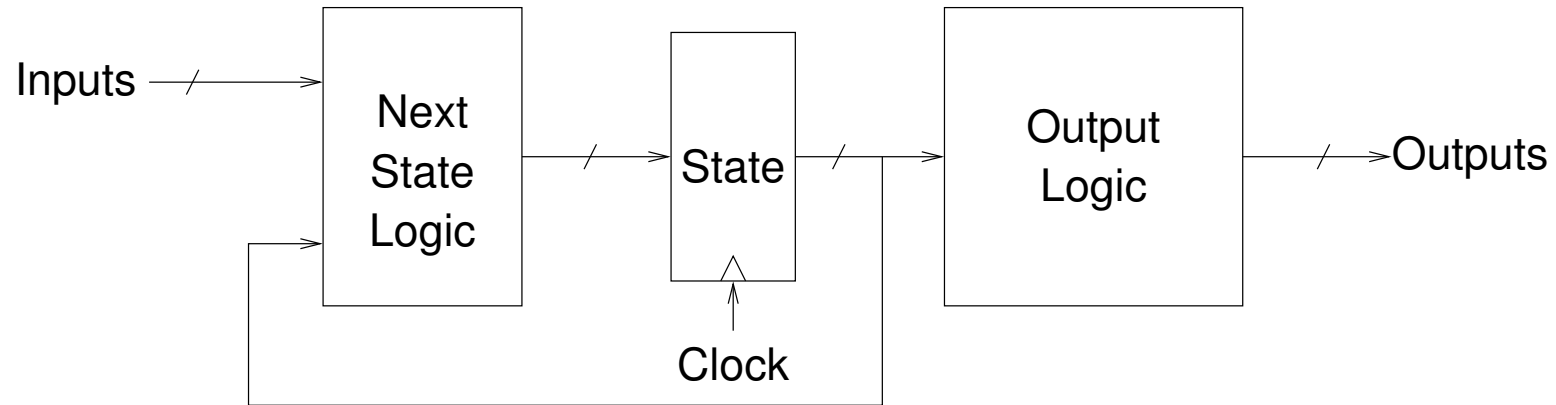 Inputs
Next
State
Logic
State
Clock
Output
Logic
Outputs